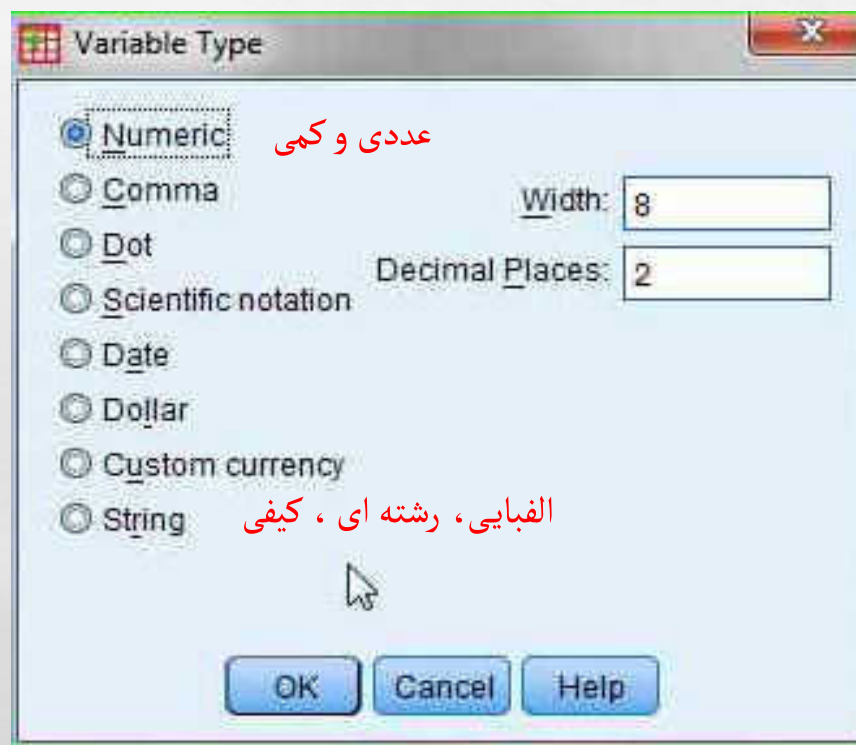 Variable Type
Numeric عددی و کمی
Comma
Width: 8
Dot
Decimal Places: 2
Scientific notation
Date
Dollar
Custom currency
String الفبایی، رشته ای ، کیفی
OK Cancel Help